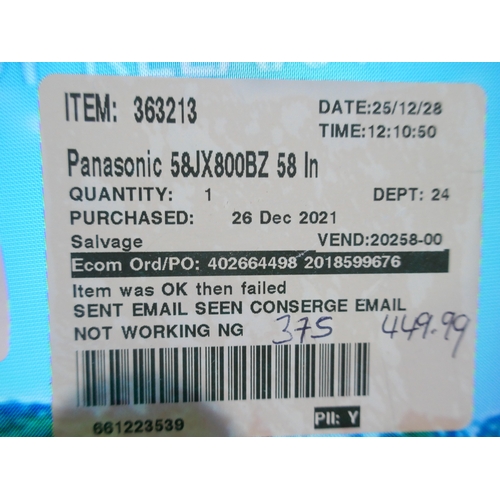 ITEM: 363213 DATE:25/12/28
TIME:12:10:50
Panasonic 58JX800BZ 58 In
QUANTITY: 1 DEPT: 24
PURCHASED: 26 Dec 2021
Salvage VEND:20258-00
Ecom Ord/PO: 402664498 2018599676
Item was OK then failed
SENT EMAIL SEEN CONSERGE EMAIL
NOT WORKING NG 375 449.99
661223539 PII: Y